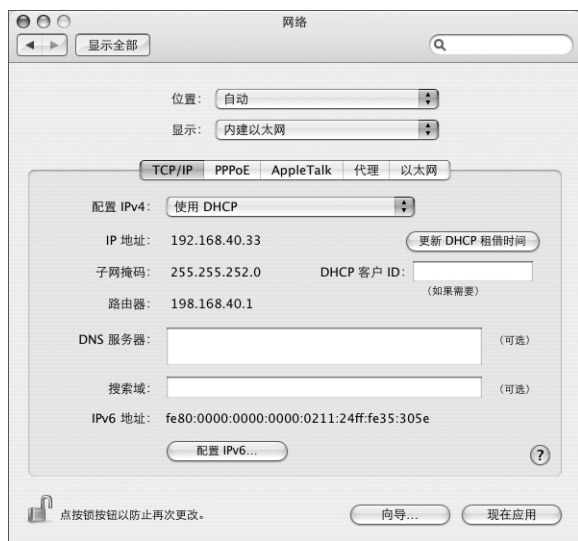 网络
显示全部
位置： 自动
显示： 内建以太网
TCP/IP PPPoE AppleTalk 代理 以太网
配置 IPv4： 使用 DHCP
IP 地址： 192.168.40.33 更新 DHCP 租借时间
子网掩码： 255.255.252.0 DHCP 客户 ID：
（如果需要）
路由器： 198.168.40.1
DNS 服务器： （可选）
搜索域： （可选）
IPv6 地址： fe80:0000:0000:0000:0211:24ff:fe35:305e
配置 IPv6... ?
点按锁按钮以防止再次更改。 向导... 现在应用